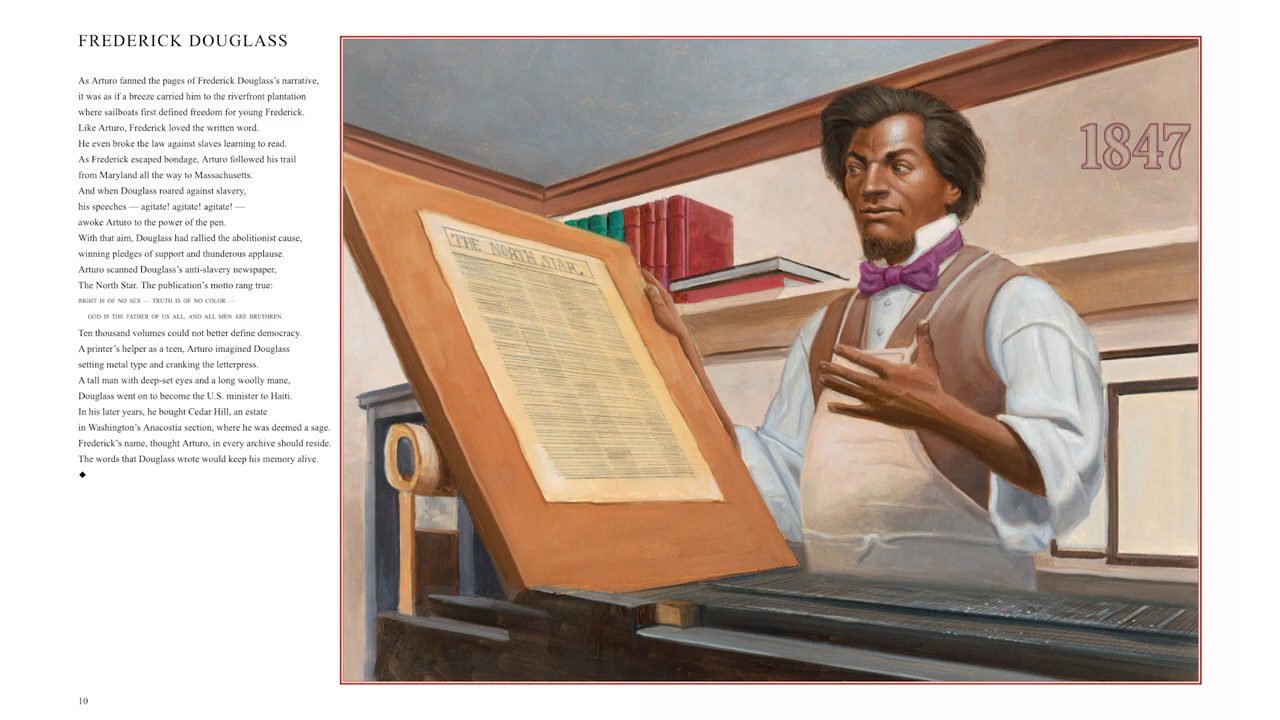 FREDERICK DOUGLASS
As Arturo fanned the pages of Frederick Douglass’s narrative,
it was as if a breeze carried him to the riverfront plantation
where sailboats first defined freedom for young Frederick.
Like Arturo, Frederick loved the written word.
He even broke the law against slaves learning to read.
As Frederick escaped bondage, Arturo followed his trail
from Maryland all the way to Massachusetts.
And when Douglass roared against slavery,
his speeches — agitate! agitate! agitate! —
awoke Arturo to the power of the pen.
With that aim, Douglass had rallied the abolitionist cause,
winning pledges of support and thunderous applause.
Arturo scanned Douglass’s anti-slavery newspaper,
The North Star. The publication’s motto rang true:
RIGHT IS OF NO SEX — TRUTH IS OF NO COLOR —
GOD IS THE FATHER OF US ALL, AND ALL MEN ARE BRETHREN.
Ten thousand volumes could not better define democracy.
A printer’s helper as a teen, Arturo imagined Douglass
setting metal type and cranking the letterpress.
A tall man with deep-set eyes and a long woolly mane,
Douglass went on to become the U.S. minister to Haiti.
In his later years, he bought Cedar Hill, an estate
in Washington’s Anacostia section, where he was deemed a sage.
Frederick’s name, thought Arturo, in every archive should reside.
The words that Douglass wrote would keep his memory alive.
◆
10
THE NORTH STAR.
1847